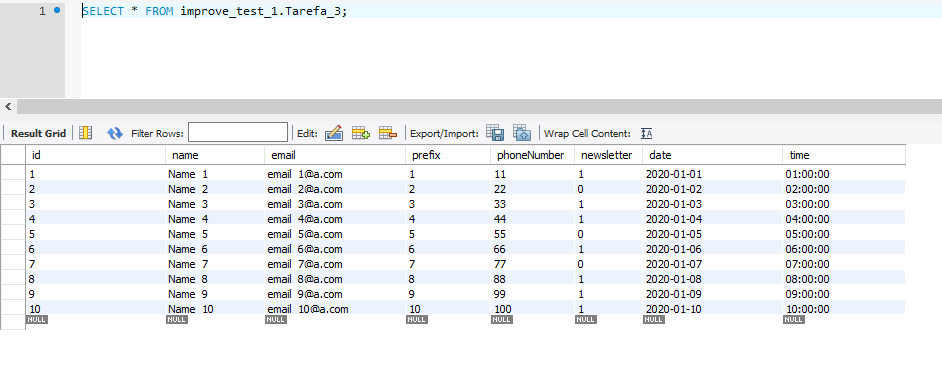 1 SELECT * FROM improve_test_1.Tarefa_3;
Result Grid Filter Rows: Edit: Export/Import: Wrap Cell Content: IA
id name email prefix phoneNumber newsletter date time
1 Name 1 email 1@a.com 1 11 1 2020-01-01 01:00:00
2 Name 2 email 2@a.com 2 22 0 2020-01-02 02:00:00
3 Name 3 email 3@a.com 3 33 1 2020-01-03 03:00:00
4 Name 4 email 4@a.com 4 44 1 2020-01-04 04:00:00
5 Name 5 email 5@a.com 5 55 0 2020-01-05 05:00:00
6 Name 6 email 6@a.com 6 66 1 2020-01-06 06:00:00
7 Name 7 email 7@a.com 7 77 0 2020-01-07 07:00:00
8 Name 8 email 8@a.com 8 88 1 2020-01-08 08:00:00
9 Name 9 email 9@a.com 9 99 1 2020-01-09 09:00:00
10 Name 10 email 10@a.com 10 100 1 2020-01-10 10:00:00
NULL NULL NULL NULL NULL NULL NULL NULL